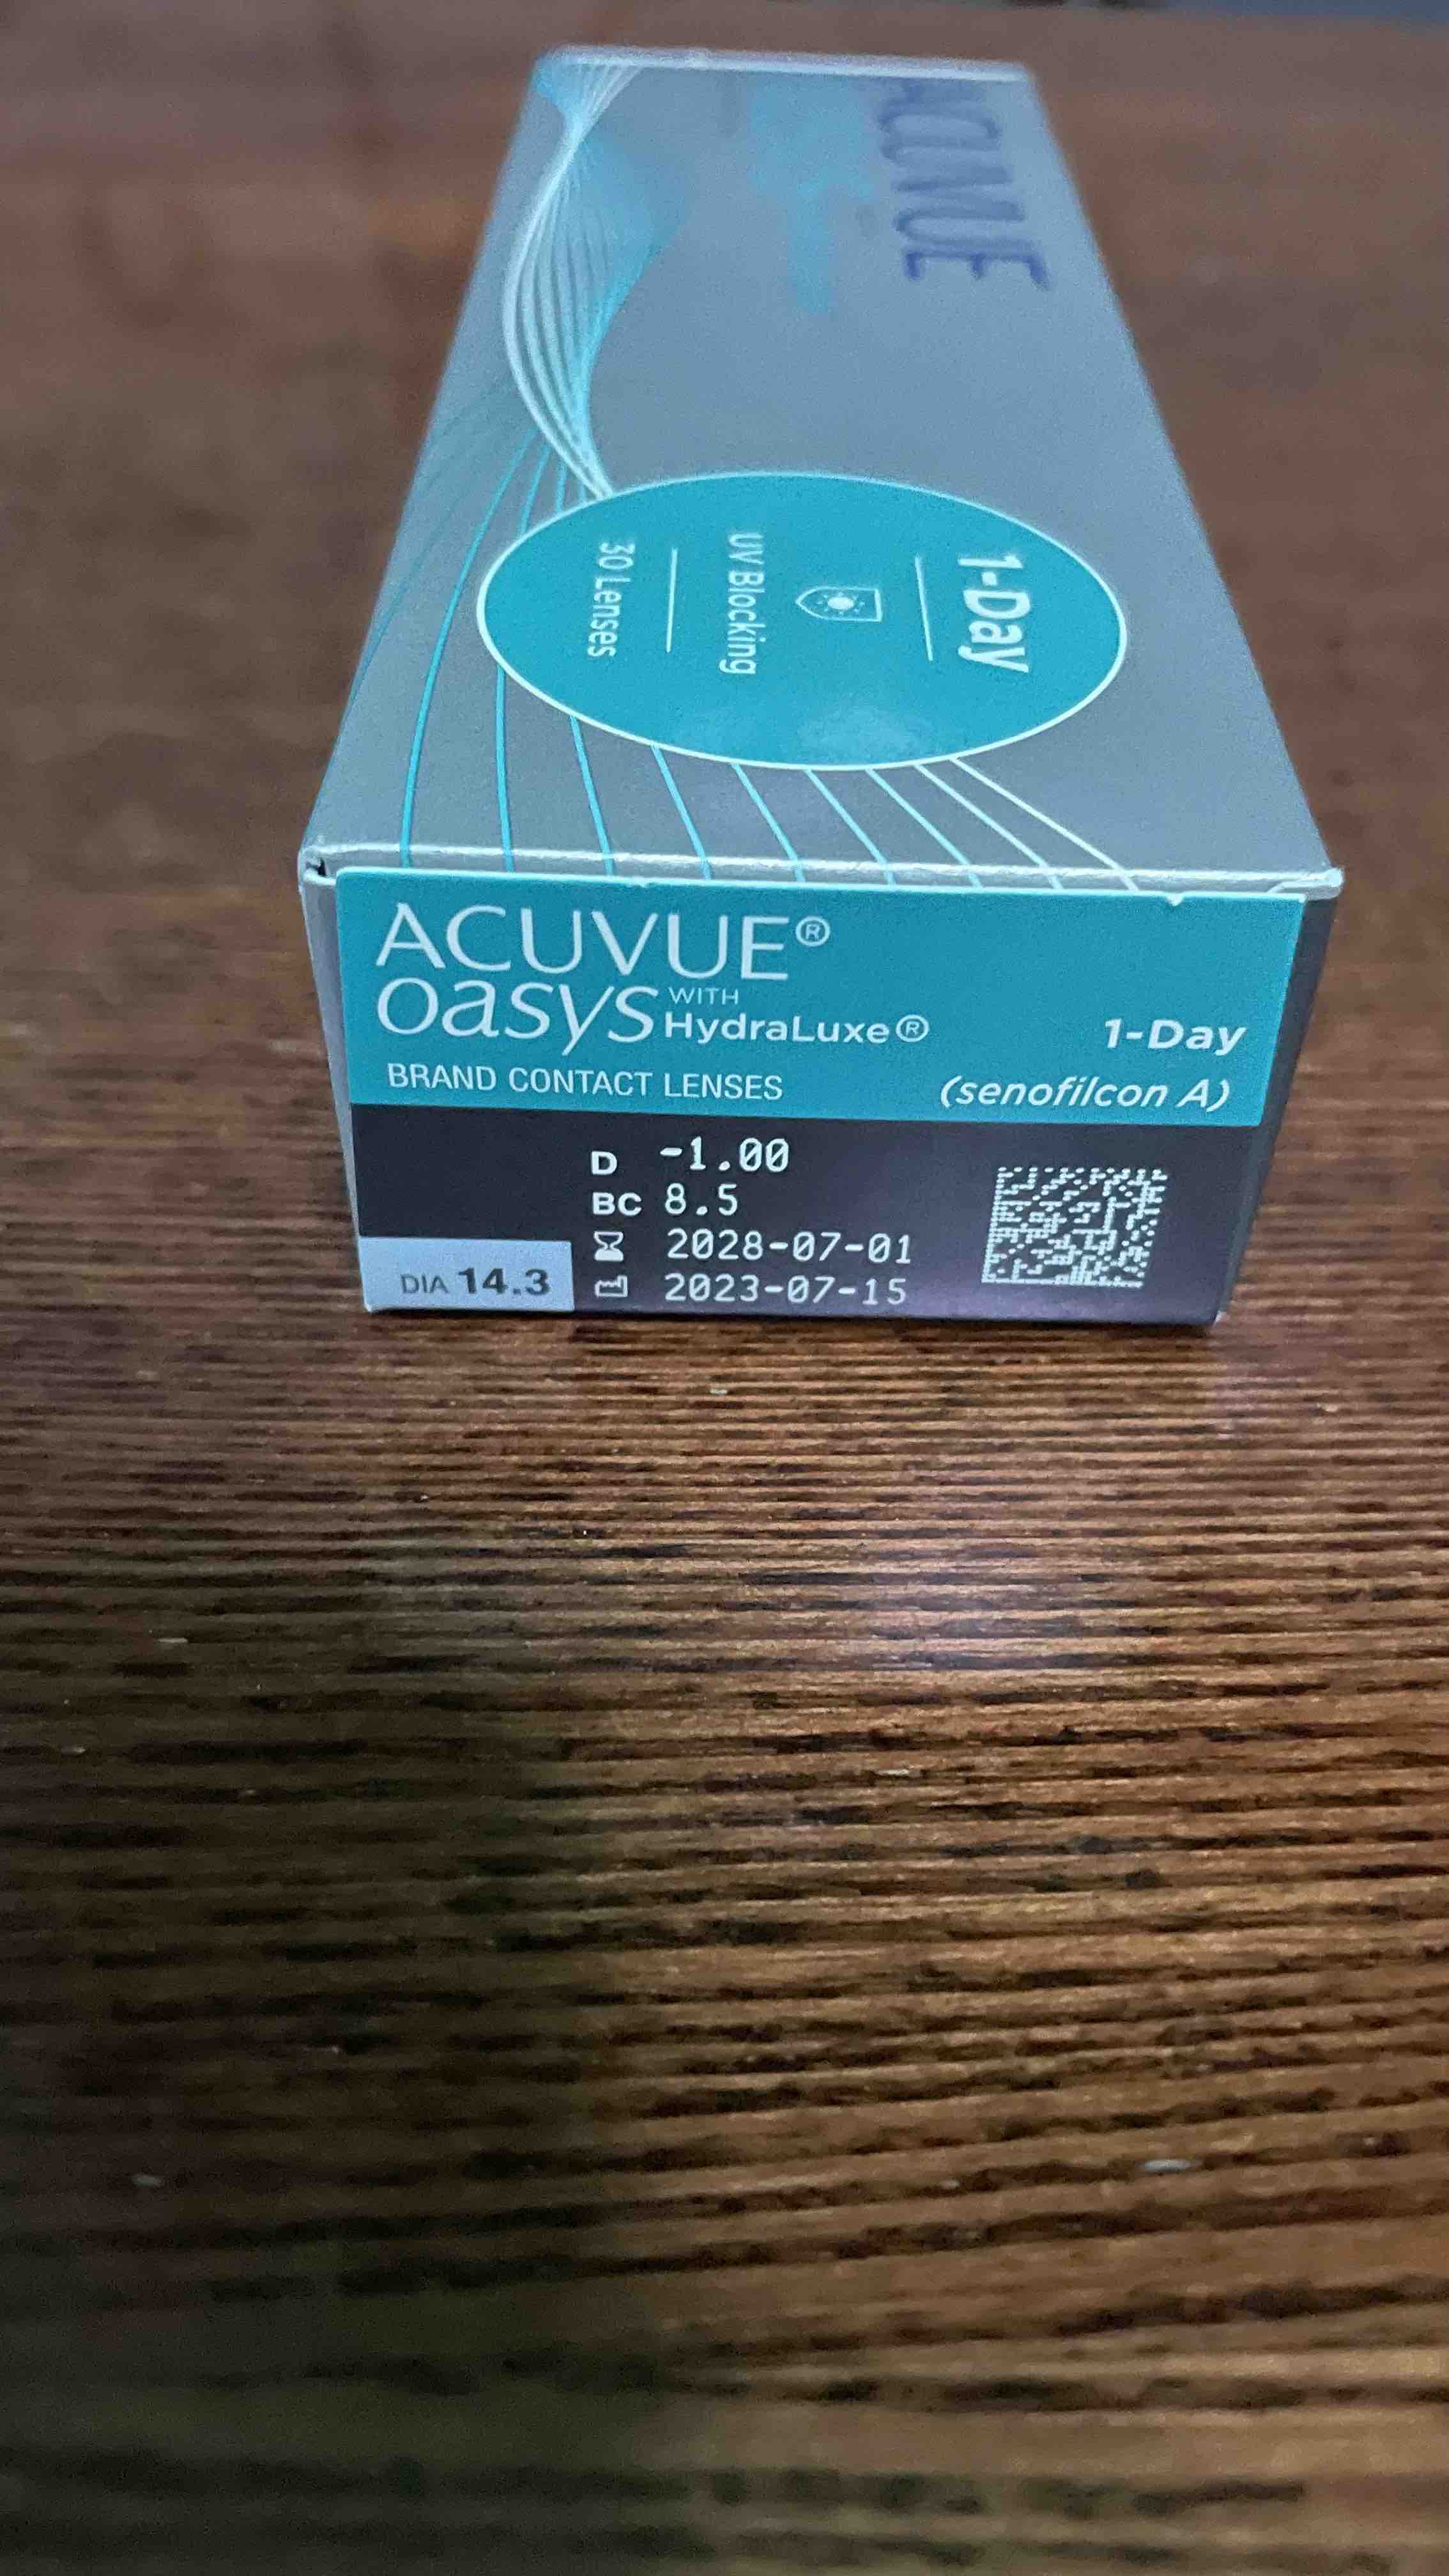 ACUVUE
1-Day
UV Blocking
30 Lenses
ACUVUE®
oasys WITH HydraLuxe®
1-Day
BRAND CONTACT LENSES
(senofilcon A)
D -1.00
BC 8.5
2028-07-01
DIA 14.3
2023-07-15